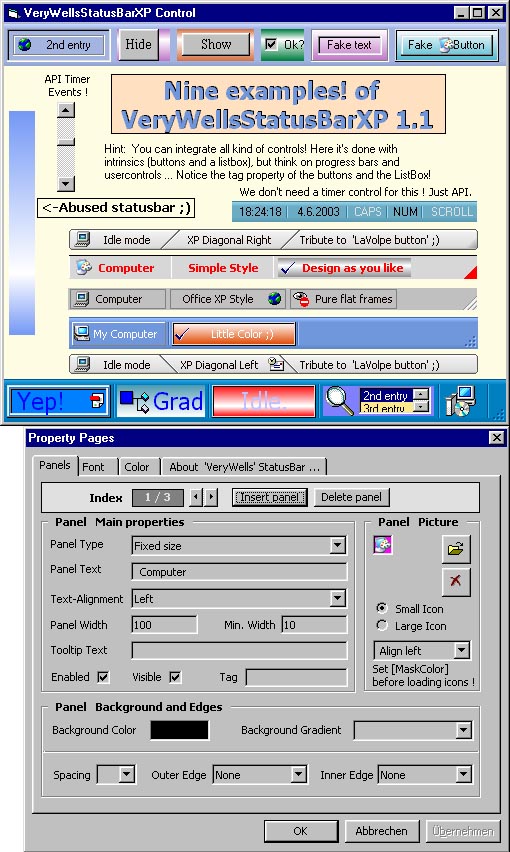 VeryWellsStatusBarXP Control
2nd entry Hide Show Ok? Fake text Fake Button
API Timer
Events !
Nine examples! of
VeryWellsStatusBarXP 1.1
Hint: You can integrate all kind of controls! Here it's done with
intrinsics (buttons and a listbox), but think on progress bars and
usercontrols ... Notice the tag property of the buttons and the ListBox!
We don't need a timer control for this ! Just API.
<-Abused statusbar ;)
18:24:18 4.6.2003 CAPS NUM SCROLL
Idle mode XP Diagonal Right Tribute to 'LaVolpe button' ;)
Computer Simple Style Design as you like
Computer Office XP Style Pure flat frames
My Computer Little Color ;)
Idle mode XP Diagonal Left Tribute to 'LaVolpe button' ;)
Yep! Grad Idle. 2nd entry
3rd entry
Property Pages
Panels Font Color About 'VeryWells' StatusBar ...
Index 1 / 3 Insert panel Delete panel
Panel Main properties
Panel Type Fixed size
Panel Text Computer
Text-Alignment Left
Panel Width 100 Min. Width 10
Tooltip Text
Enabled Visible Tag
Panel Picture
Small Icon
Large Icon
Align left
Set [MaskColor]
before loading icons !
Panel Background and Edges
Background Color Background Gradient
Spacing Outer Edge None Inner Edge None
OK Abbrechen Übernehmen